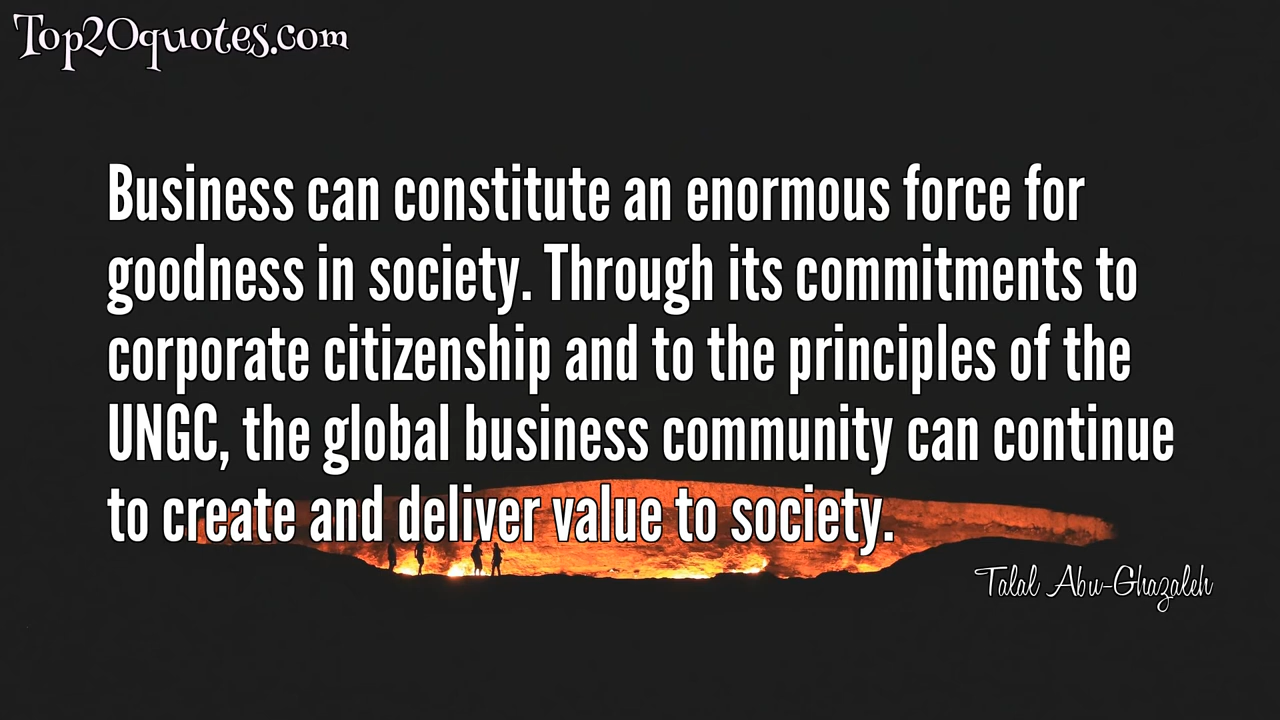 Top20quotes.com
Business can constitute an enormous force for
goodness in society. Through its commitments to
corporate citizenship and to the principles of the
UNGC, the global business community can continue
to create and deliver value to society.
Talal Abu-Ghazaleh